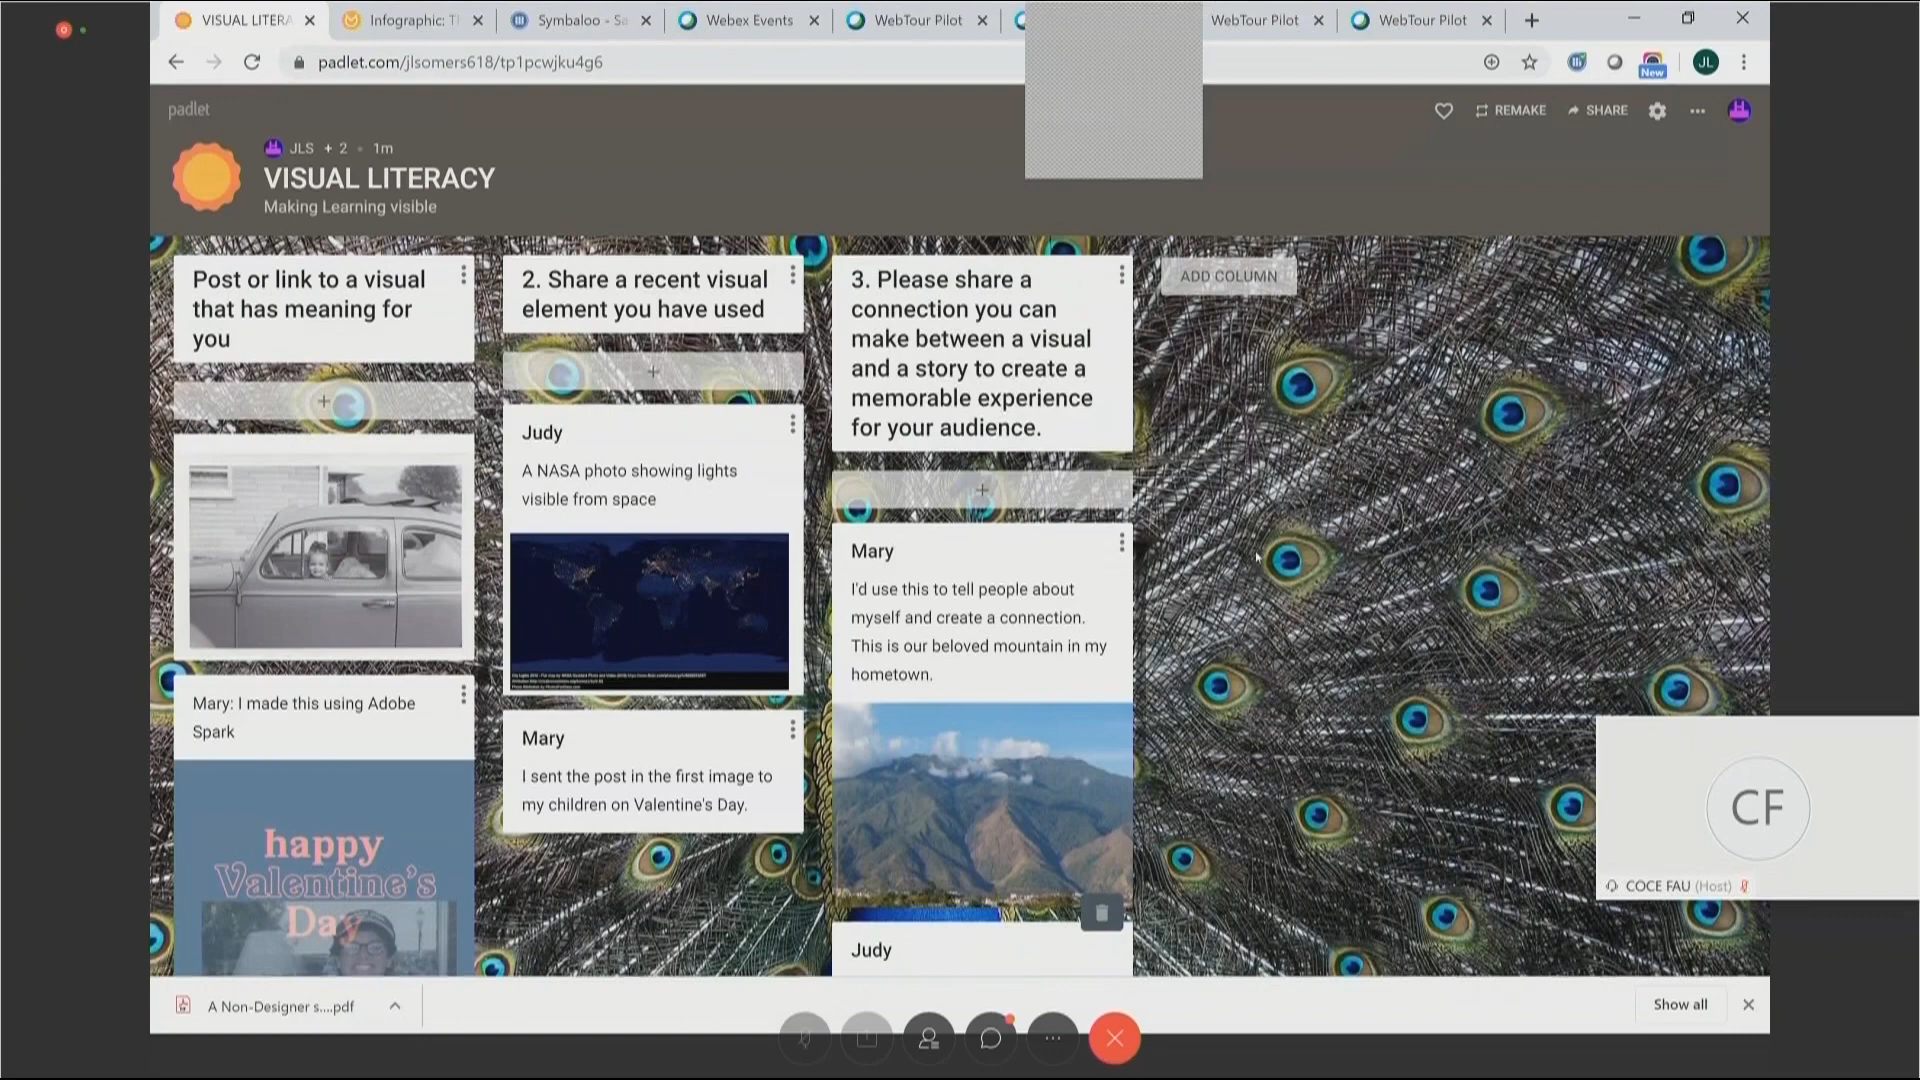 VISUAL LITERA
Infographic: T
Symbaloo - Sa
Webex Events
WebTour Pilot
WebTour Pilot
WebTour Pilot
padlet.com/jlsomers618/tp1pcwjku4g6
New
JL
padlet
REMAKE
SHARE
JLS + 2 • 1m
VISUAL LITERACY
Making Learning visible
Post or link to a visual
that has meaning for
you
+
Mary: I made this using Adobe
Spark
happy
Valentine's
Day
2. Share a recent visual
element you have used
+
Judy
A NASA photo showing lights
visible from space
Mary
I sent the post in the first image to
my children on Valentine's Day.
3. Please share a
connection you can
make between a visual
and a story to create a
memorable experience
for your audience.
+
Mary
I'd use this to tell people about
myself and create a connection.
This is our beloved mountain in my
hometown.
Judy
ADD COLUMN
CF
COCE FAU (Host)
A Non-Designer s....pdf
Show all